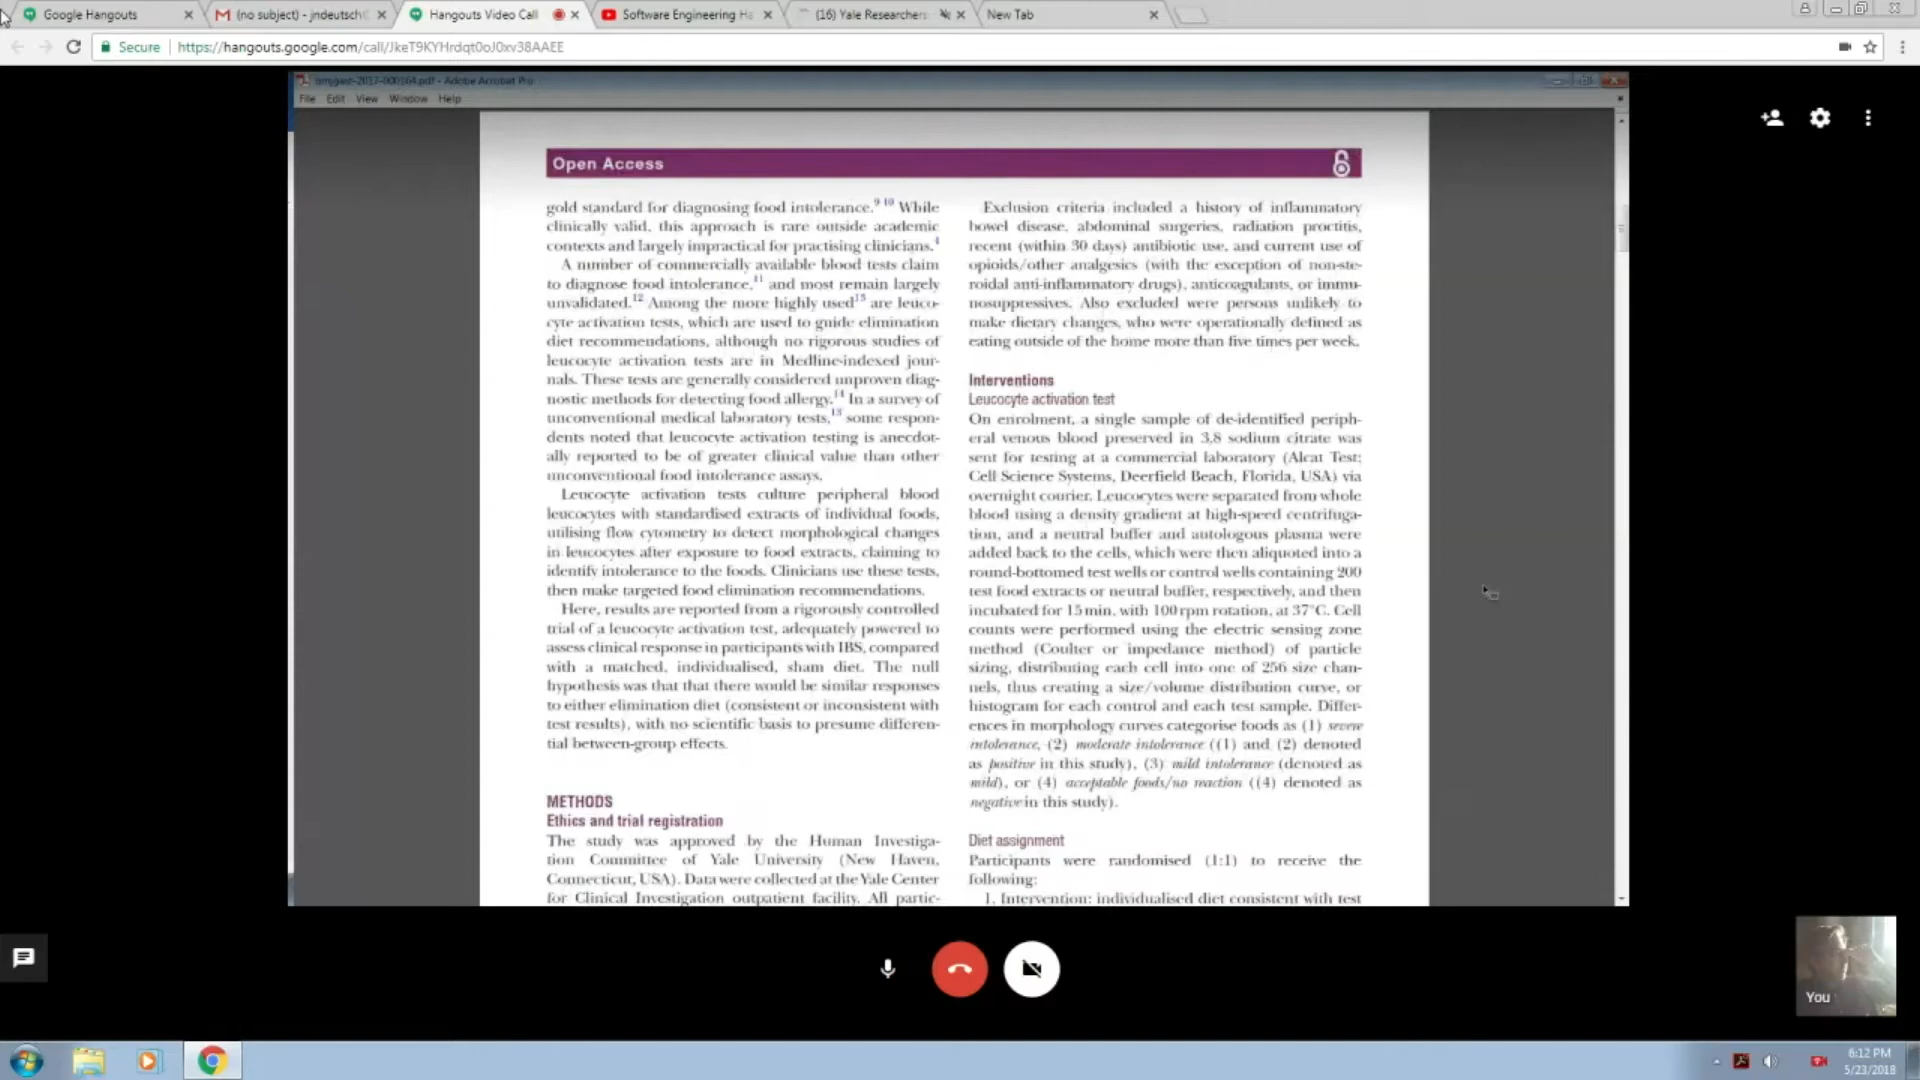 Google Hangouts
(no subject) - jndeutsch
Hangouts Video Call
Software Engineering Ha
(16) Yale Researchers
New Tab
Secure
https://hangouts.google.com/call/JkeT9KYHrdqt0oJ0xv38AAEE
- Adobe Acrobat Pro
File Edit View Window Help
Open Access
gold standard for diagnosing food intolerance.9 10 While
clinically valid, this approach is rare outside academic
contexts and largely impractical for practising clinicians.4
A number of commercially available blood tests claim
to diagnose food intolerance,11 and most remain largely
unvalidated.12 Among the more highly used13 are leuco-
cyte activation tests, which are used to guide elimination
diet recommendations, although no rigorous studies of
leucocyte activation tests are in Medline-indexed jour-
nals. These tests are generally considered unproven diag-
nostic methods for detecting food allergy.14 In a survey of
unconventional medical laboratory tests,13 some respon-
dents noted that leucocyte activation testing is anecdot-
ally reported to be of greater clinical value than other
unconventional food intolerance assays.
Leucocyte activation tests culture peripheral blood
leucocytes with standardised extracts of individual foods,
utilising flow cytometry to detect morphological changes
in leucocytes after exposure to food extracts, claiming to
identify intolerance to the foods. Clinicians use these tests,
then make targeted food elimination recommendations.
Here, results are reported from a rigorously controlled
trial of a leucocyte activation test, adequately powered to
assess clinical response in participants with IBS, compared
with a matched, individualised, sham diet. The null
hypothesis was that that there would be similar responses
to either elimination diet (consistent or inconsistent with
test results), with no scientific basis to presume differen-
tial between-group effects.
METHODS
Ethics and trial registration
The study was approved by the Human Investiga-
tion Committee of Yale University (New Haven,
Connecticut, USA). Data were collected at the Yale Center
for Clinical Investigation outpatient facility. All partic-
Exclusion criteria included a history of inflammatory
bowel disease, abdominal surgeries, radiation proctitis,
recent (within 30 days) antibiotic use, and current use of
opioids/other analgesics (with the exception of non-ste-
roidal anti-inflammatory drugs), anticoagulants, or immu-
nosuppressives. Also excluded were persons unlikely to
make dietary changes, who were operationally defined as
eating outside of the home more than five times per week.
Interventions
Leucocyte activation test
On enrolment, a single sample of de-identified periph-
eral venous blood preserved in 3.8 sodium citrate was
sent for testing at a commercial laboratory (Alcat Test;
Cell Science Systems, Deerfield Beach, Florida, USA) via
overnight courier. Leucocytes were separated from whole
blood using a density gradient at high-speed centrifuga-
tion, and a neutral buffer and autologous plasma were
added back to the cells, which were then aliquoted into a
round-bottomed test wells or control wells containing 200
test food extracts or neutral buffer, respectively, and then
incubated for 15 min, with 100 rpm rotation, at 37°C. Cell
counts were performed using the electric sensing zone
method (Coulter or impedance method) of particle
sizing, distributing each cell into one of 256 size chan-
nels, thus creating a size/volume distribution curve, or
histogram for each control and each test sample. Differ-
ences in morphology curves categorise foods as (1) severe
intolerance, (2) moderate intolerance ((1) and (2) denoted
as positive in this study), (3) mild intolerance (denoted as
mild), or (4) acceptable foods/no reaction ((4) denoted as
negative in this study).
Diet assignment
Participants were randomised (1:1) to receive the
following:
1. Intervention: individualised diet consistent with test
You
6:12 PM
5/23/2018